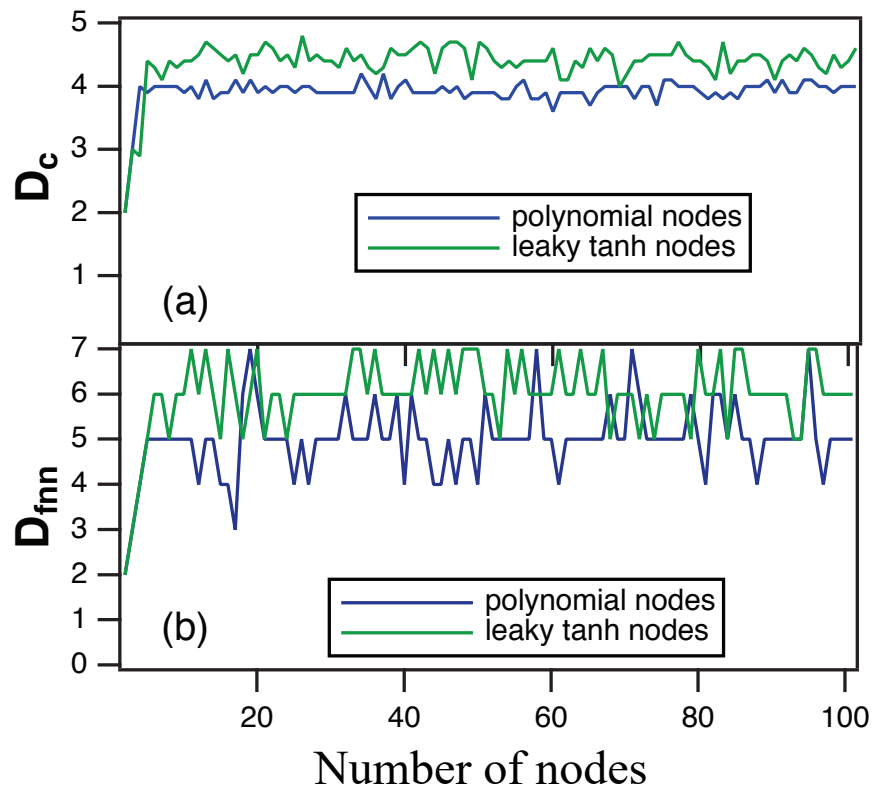 5
4
3
2
1
D_c
polynomial nodes
leaky tanh nodes
(a)
7
6
5
4
3
2
1
0
D_fnn
polynomial nodes
leaky tanh nodes
(b)
20 40 60 80 100
Number of nodes